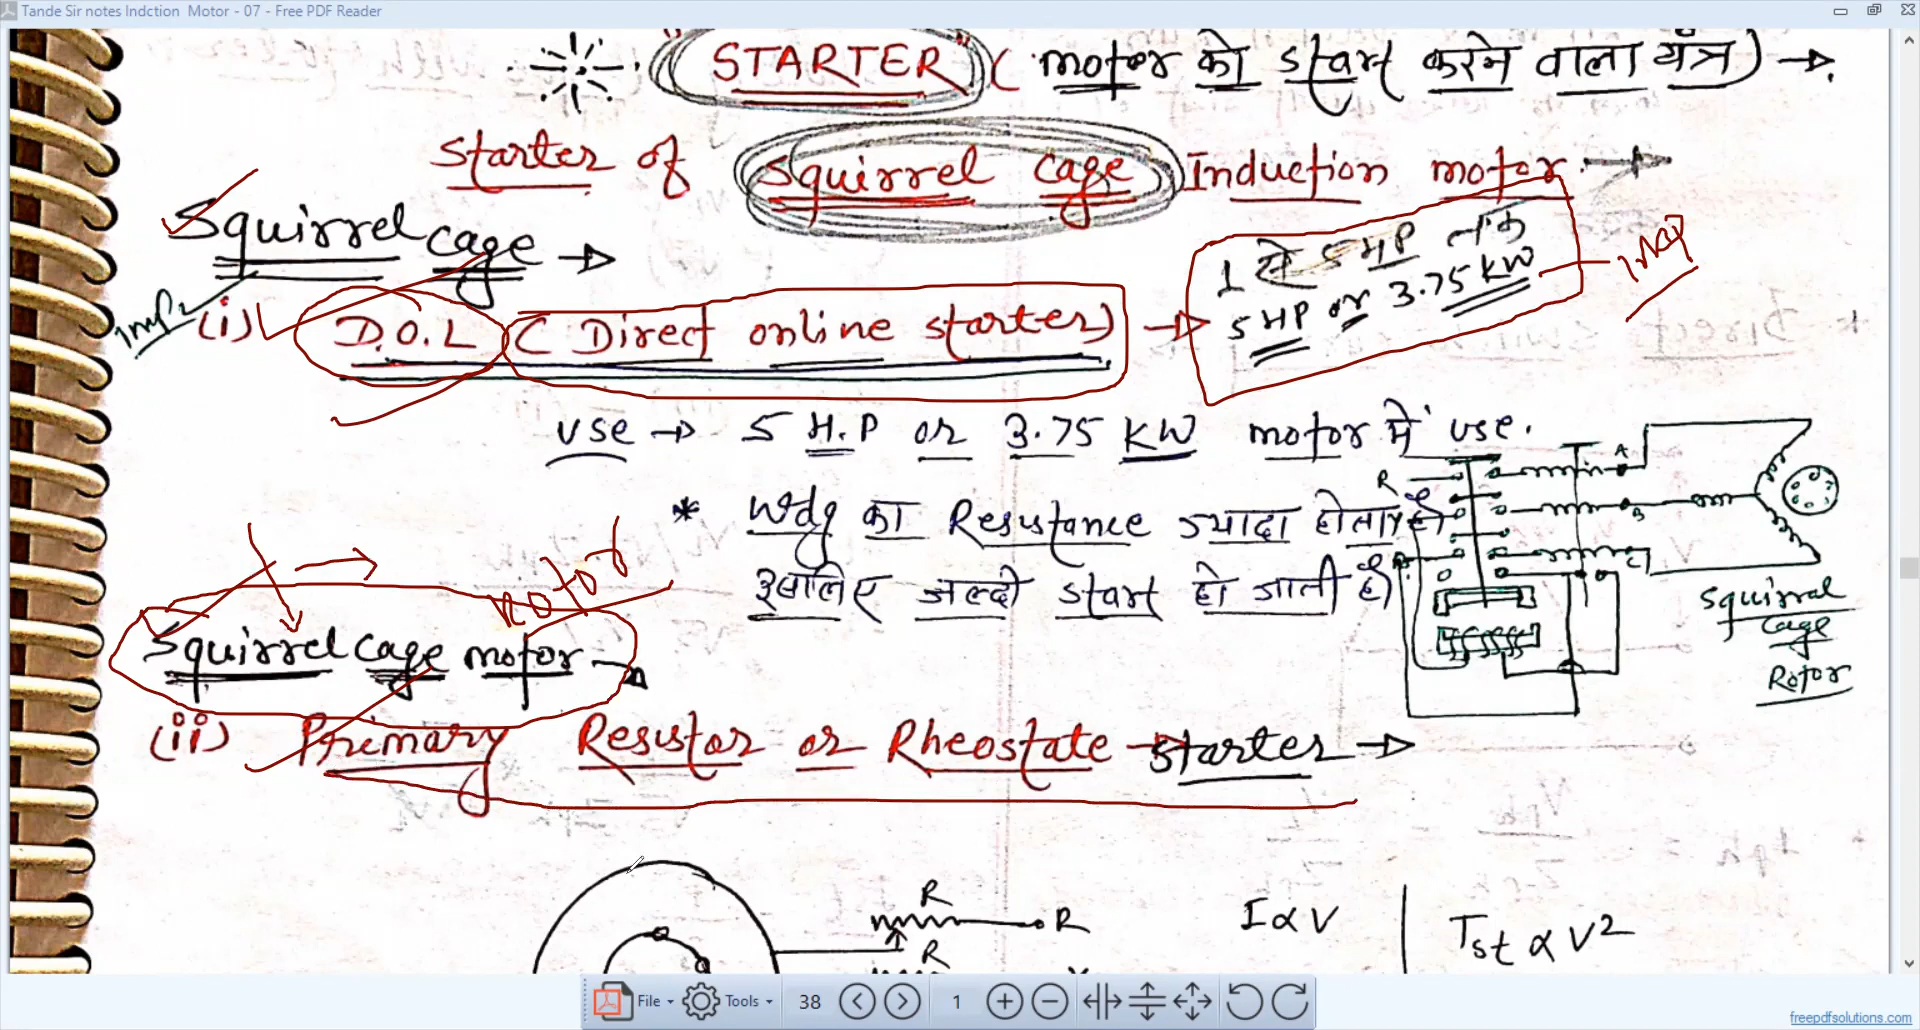 Tande Sir notes Indction Motor - 07 - Free PDF Reader
"STARTER" ( motor को start करने वाला यंत्र) →
Starter of Squirrel Cage Induction motor →
Squirrel cage →
1 से 5 HP तक
5 HP or 3.75 KW
Imp
Imp
(i) D.O.L ( Direct online starter) →
use → 5 H.P or 3.75 KW motor में use.
* Wdg का Resistance ज्यादा होता है
इसलिए जल्दी start हो जाती है
R
A
B
C
Squirral
Cage
Rotor
rotor
Squirrel cage motor →
(ii) Primary Resistor or Rheostate starter →
R
R
R
I ∝ V
Tst ∝ V2
File
Tools
38
1
freepdfsolutions.com